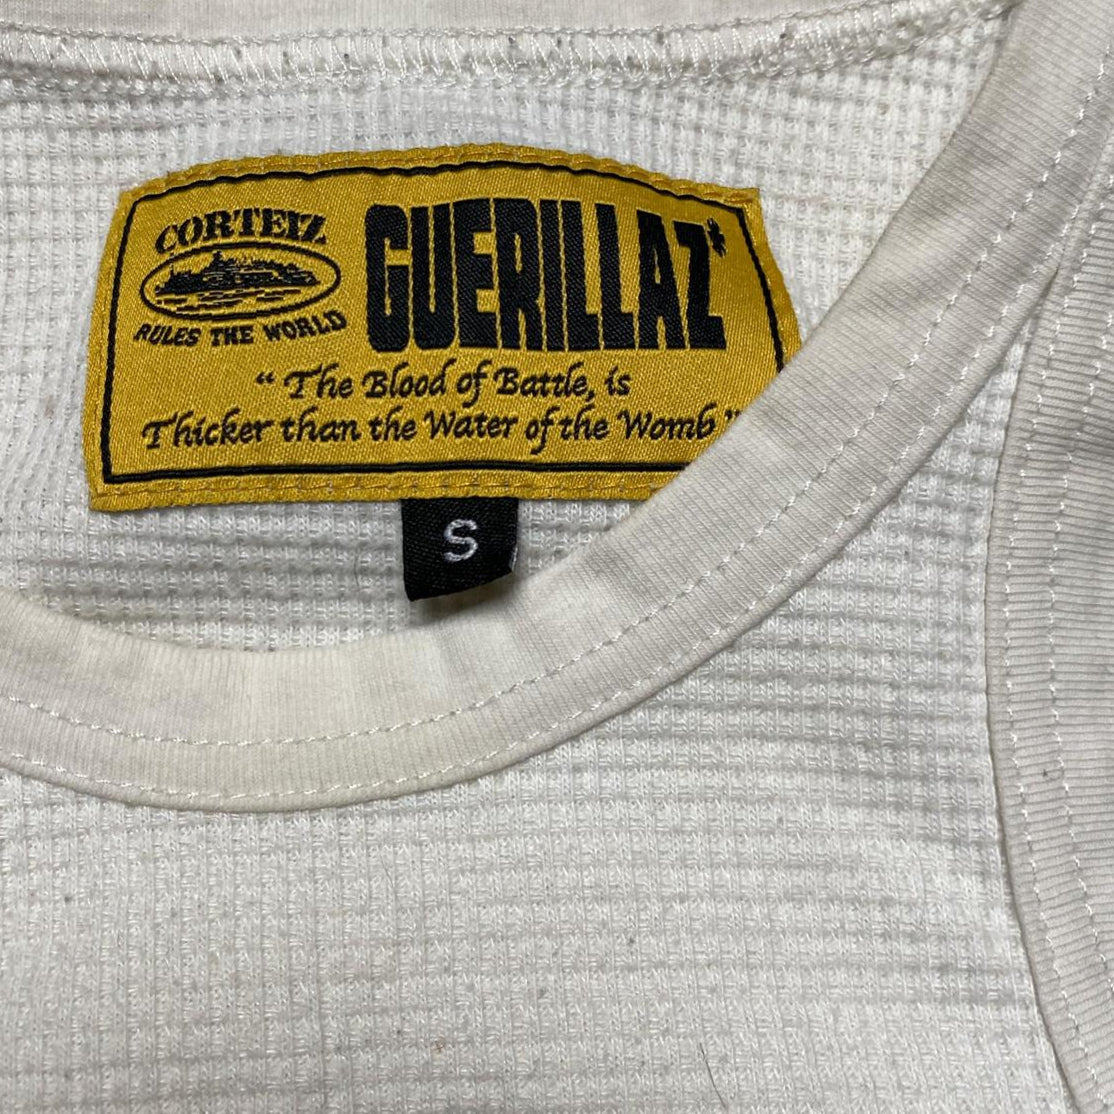 CORTEIZ
RULES THE WORLD
GUERILLAZ*
“ The Blood of Battle, is
Thicker than the Water of the Womb ”
S